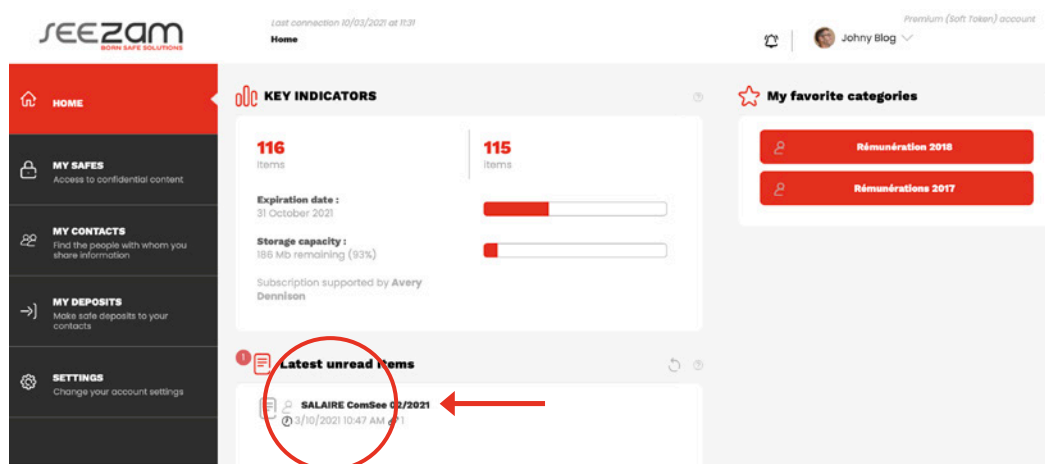 SEEZAM
BORN SAFE SOLUTIONS
Last connection 10/03/2021 at 11:31
Home
Premium (Soft Token) account
Johny Blog
HOME
MY SAFES
Access to confidential content
MY CONTACTS
Find the people with whom you
share information
MY DEPOSITS
Make safe deposits to your
contacts
SETTINGS
Change your account settings
KEY INDICATORS
116
Items
115
Items
Expiration date :
31 October 2021
Storage capacity :
186 Mb remaining (93%)
Subscription supported by Avery
Dennison
1
Latest unread items
SALAIRE ComSee 02/2021
3/10/2021 10:47 AM 1
My favorite categories
Rémunération 2018
Rémunérations 2017